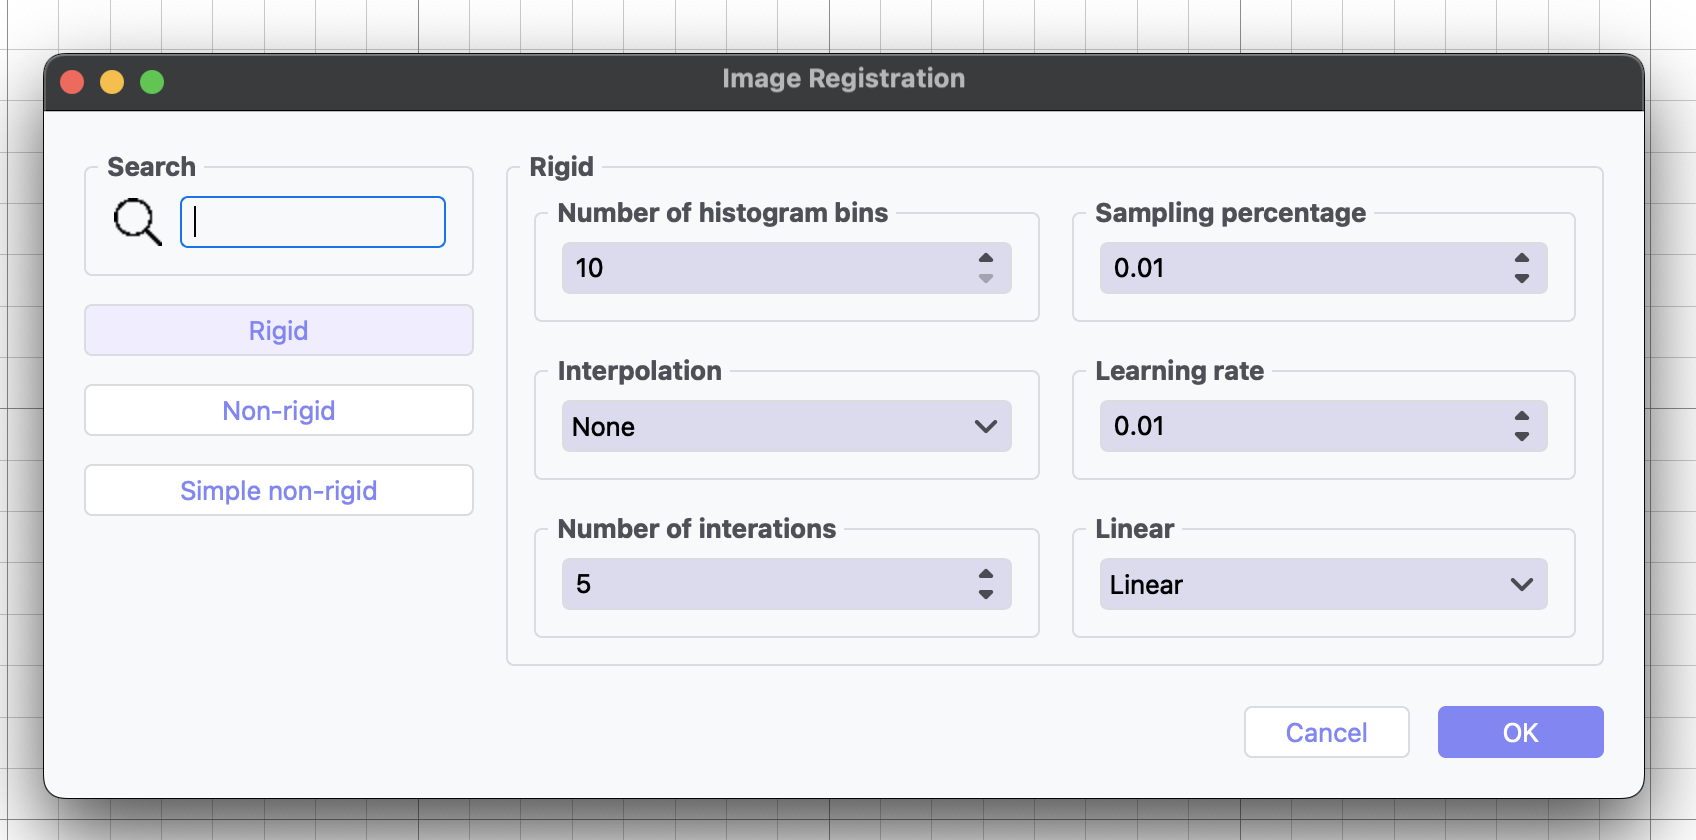 Image Registration
Search
Rigid
Non-rigid
Simple non-rigid
Rigid
Number of histogram bins
10
Sampling percentage
0.01
Interpolation
None
Learning rate
0.01
Number of interations
5
Linear
Linear
Cancel
OK